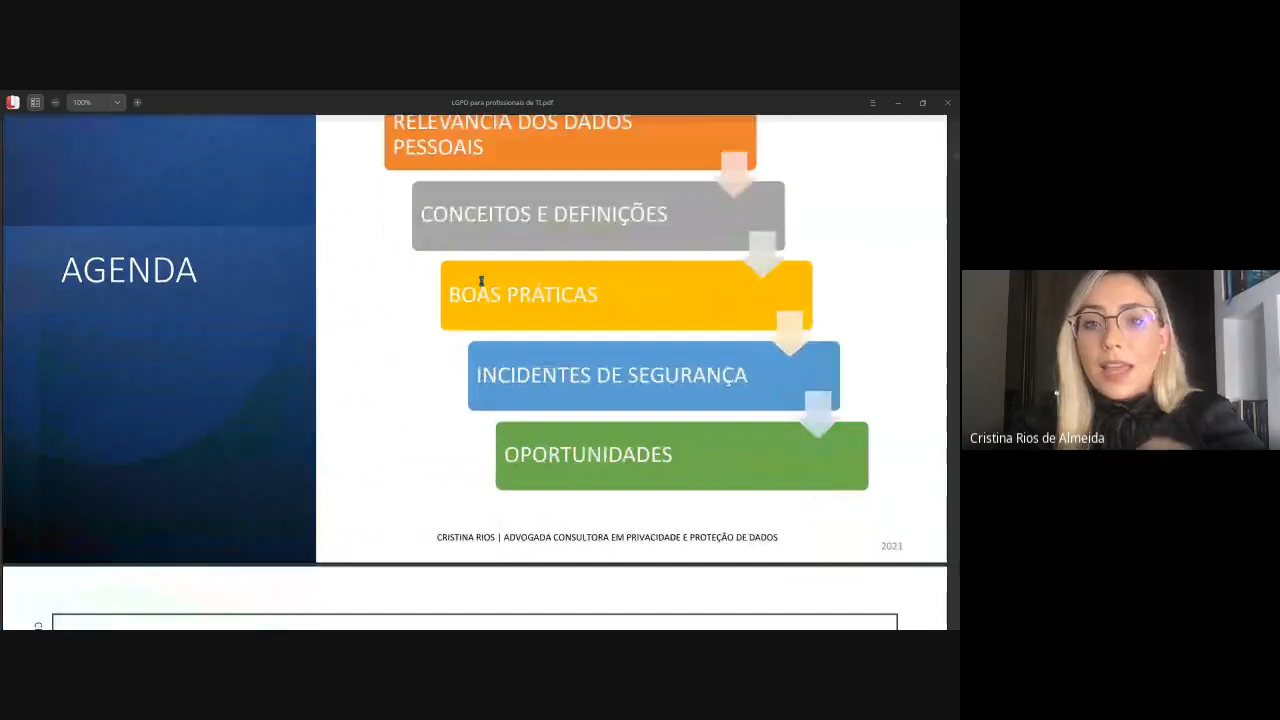 100%
LGPD para profissionais de TI.pdf
RELEVÂNCIA DOS DADOS
PESSOAIS
CONCEITOS E DEFINIÇÕES
AGENDA
BOAS PRÁTICAS
INCIDENTES DE SEGURANÇA
OPORTUNIDADES
CRISTINA RIOS | ADVOGADA CONSULTORA EM PRIVACIDADE E PROTEÇÃO DE DADOS
2021
Cristina Rios de Almeida